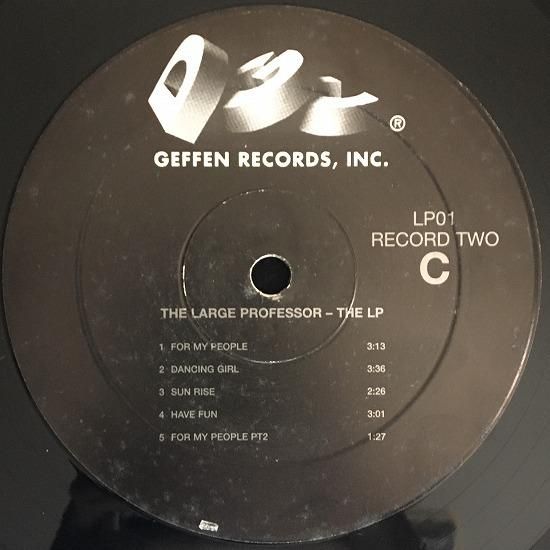 ®
GEFFEN RECORDS, INC.
LP01
RECORD TWO
C
THE LARGE PROFESSOR – THE LP
1 FOR MY PEOPLE 3:13
2 DANCING GIRL 3:36
3 SUN RISE 2:26
4 HAVE FUN 3:01
5 FOR MY PEOPLE PT2 1:27